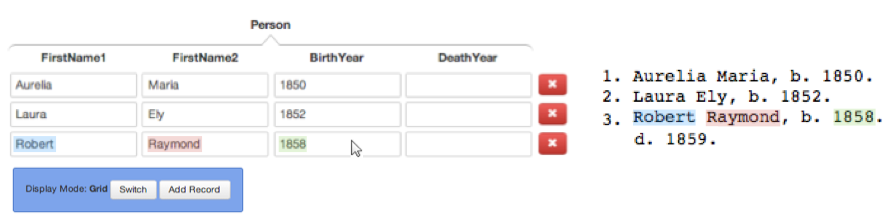 Person
FirstName1 FirstName2 BirthYear DeathYear
Aurelia Maria 1850
Laura Ely 1852
Robert Raymond 1858
Display Mode: Grid Switch Add Record
1. Aurelia Maria, b. 1850.
2. Laura Ely, b. 1852.
3. Robert Raymond, b. 1858.
d. 1859.